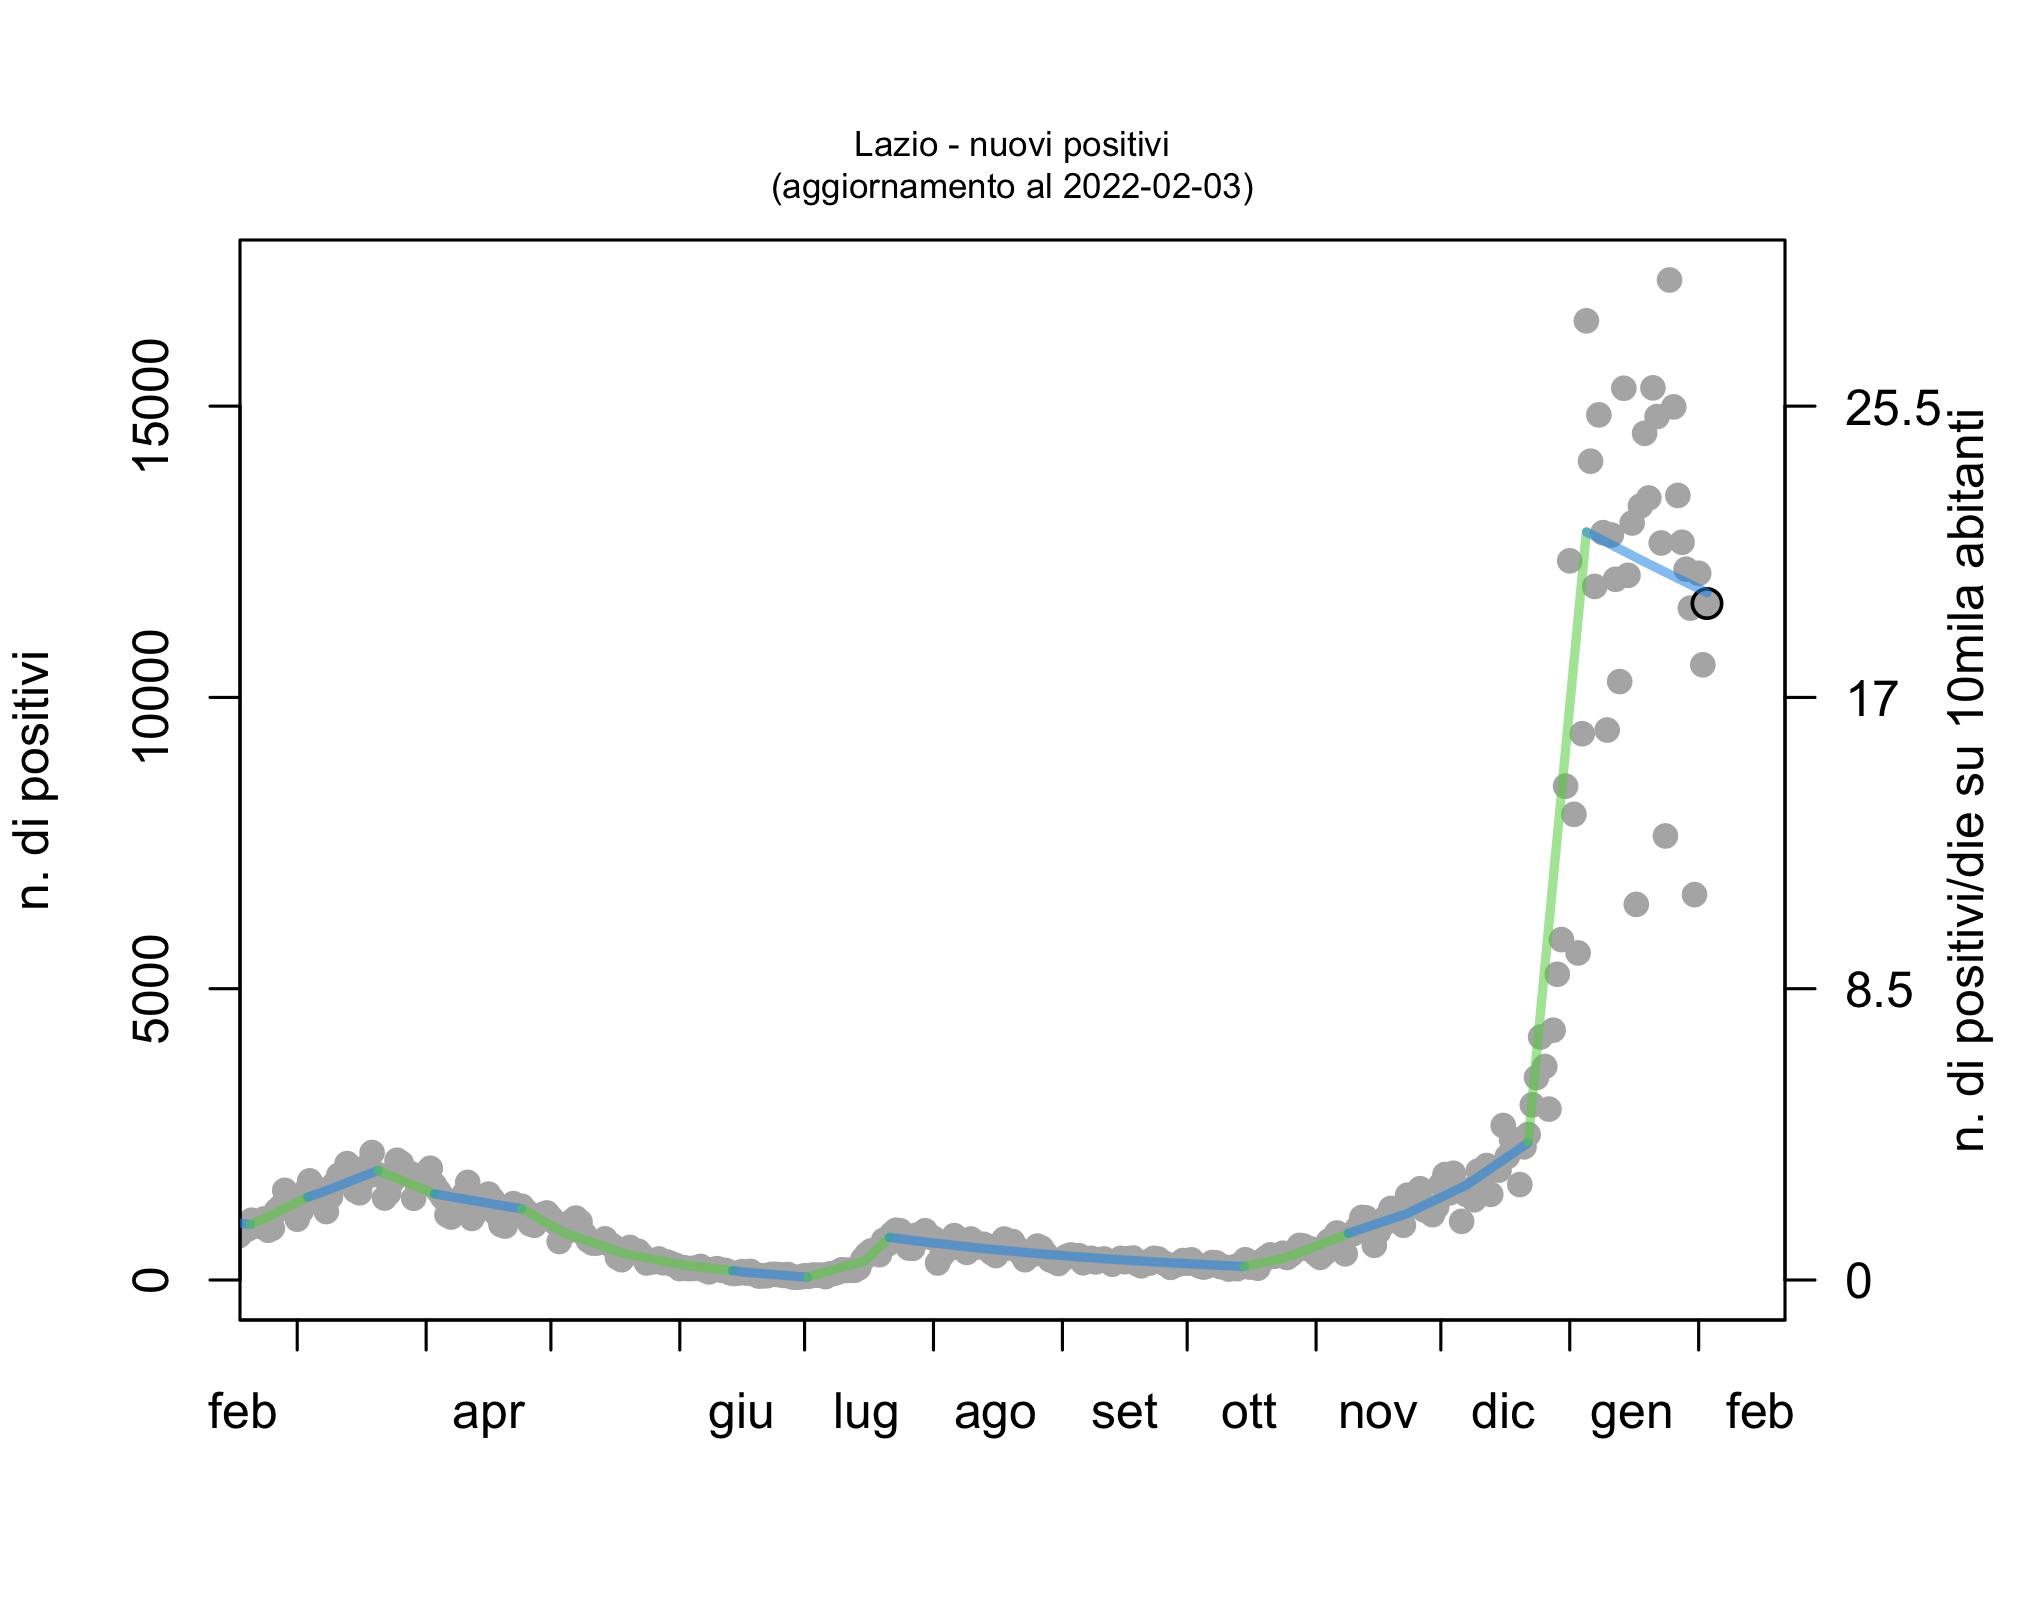 Lazio - nuovi positivi
(aggiornamento al 2022-02-03)
n. di positivi
15000
10000
5000
0
25.5
17
8.5
0
n. di positivi/die su 10mila abitanti
feb apr giu lug ago set ott nov dic gen feb